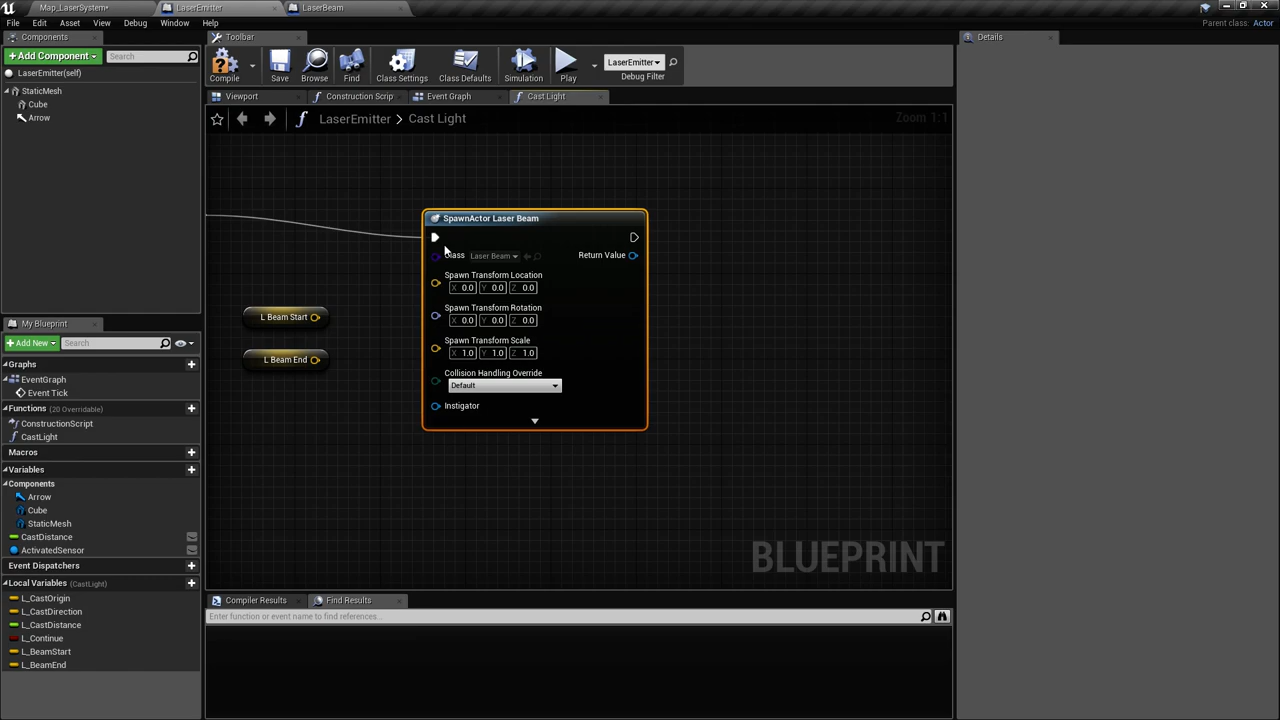 Map_LaserSystem*
LaserEmitter
LaserBeam
File Edit Asset View Debug Window Help
Parent class: Actor
Components
Toolbar
Details
+ Add Component
Search
LaserEmitter(self)
StaticMesh
Cube
Arrow
Compile
Save
Browse
Find
Class Settings
Class Defaults
Simulation
Play
LaserEmitter
Debug Filter
Viewport
Construction Scrip
Event Graph
Cast Light
LaserEmitter > Cast Light
Zoom 1:1
SpawnActor Laser Beam
Class Laser Beam
Return Value
Spawn Transform Location
X 0.0 Y 0.0 Z 0.0
Spawn Transform Rotation
X 0.0 Y 0.0 Z 0.0
Spawn Transform Scale
X 1.0 Y 1.0 Z 1.0
Collision Handling Override
Default
Instigator
L Beam Start
L Beam End
BLUEPRINT
My Blueprint
+ Add New
Search
Graphs
EventGraph
Event Tick
Functions (20 Overridable)
ConstructionScript
CastLight
Macros
Variables
Components
Arrow
Cube
StaticMesh
CastDistance
ActivatedSensor
Event Dispatchers
Local Variables (CastLight)
L_CastOrigin
L_CastDirection
L_CastDistance
L_Continue
L_BeamStart
L_BeamEnd
Compiler Results
Find Results
Enter function or event name to find references...